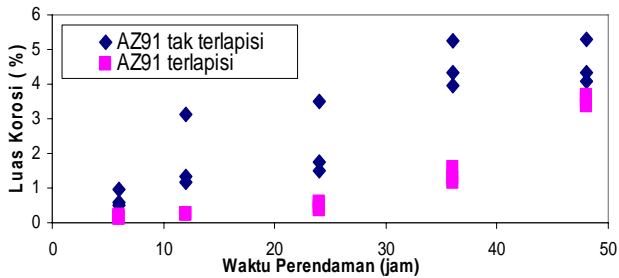 6
5
4
3
2
1
0
Luas Korosi ( %)
AZ91 tak terlapisi
AZ91 terlapisi
0 10 20 30 40 50
Waktu Perendaman (jam)